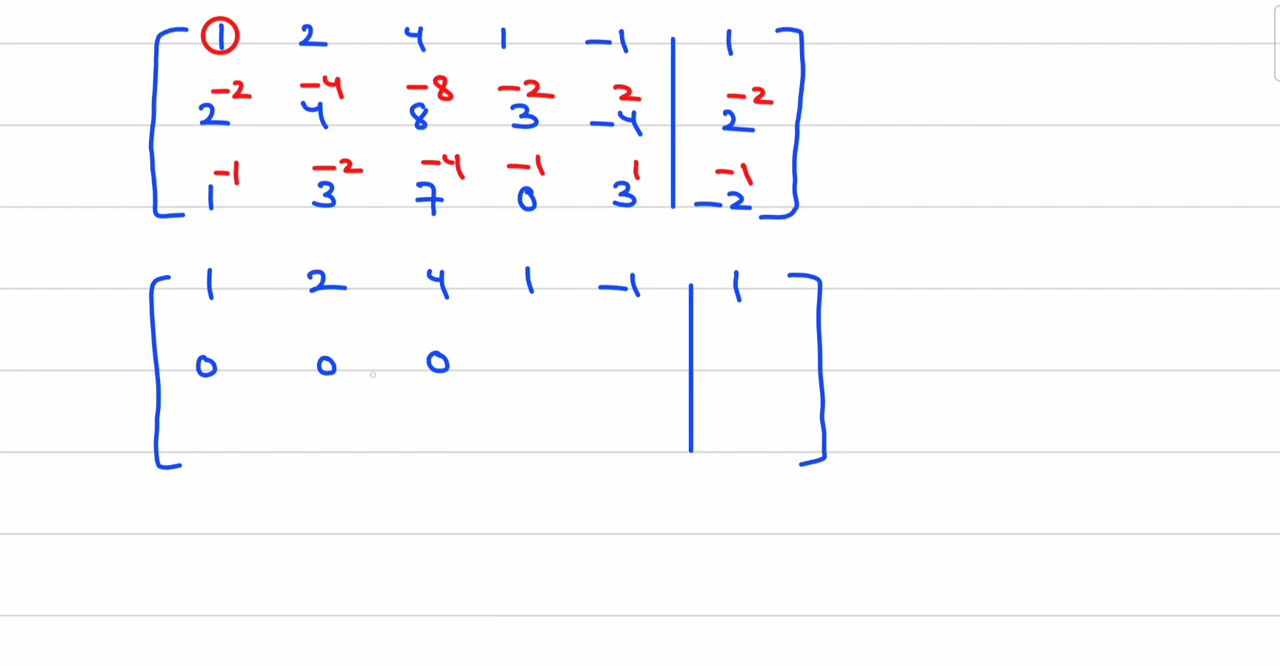 1 2 4 1 -1 1
-2 -4 -8 -2 2 -2
2 4 8 3 -4 2
-1 -2 -4 -1 1 -1
1 3 7 0 3 -2
1 2 4 1 -1 1
0 0 0